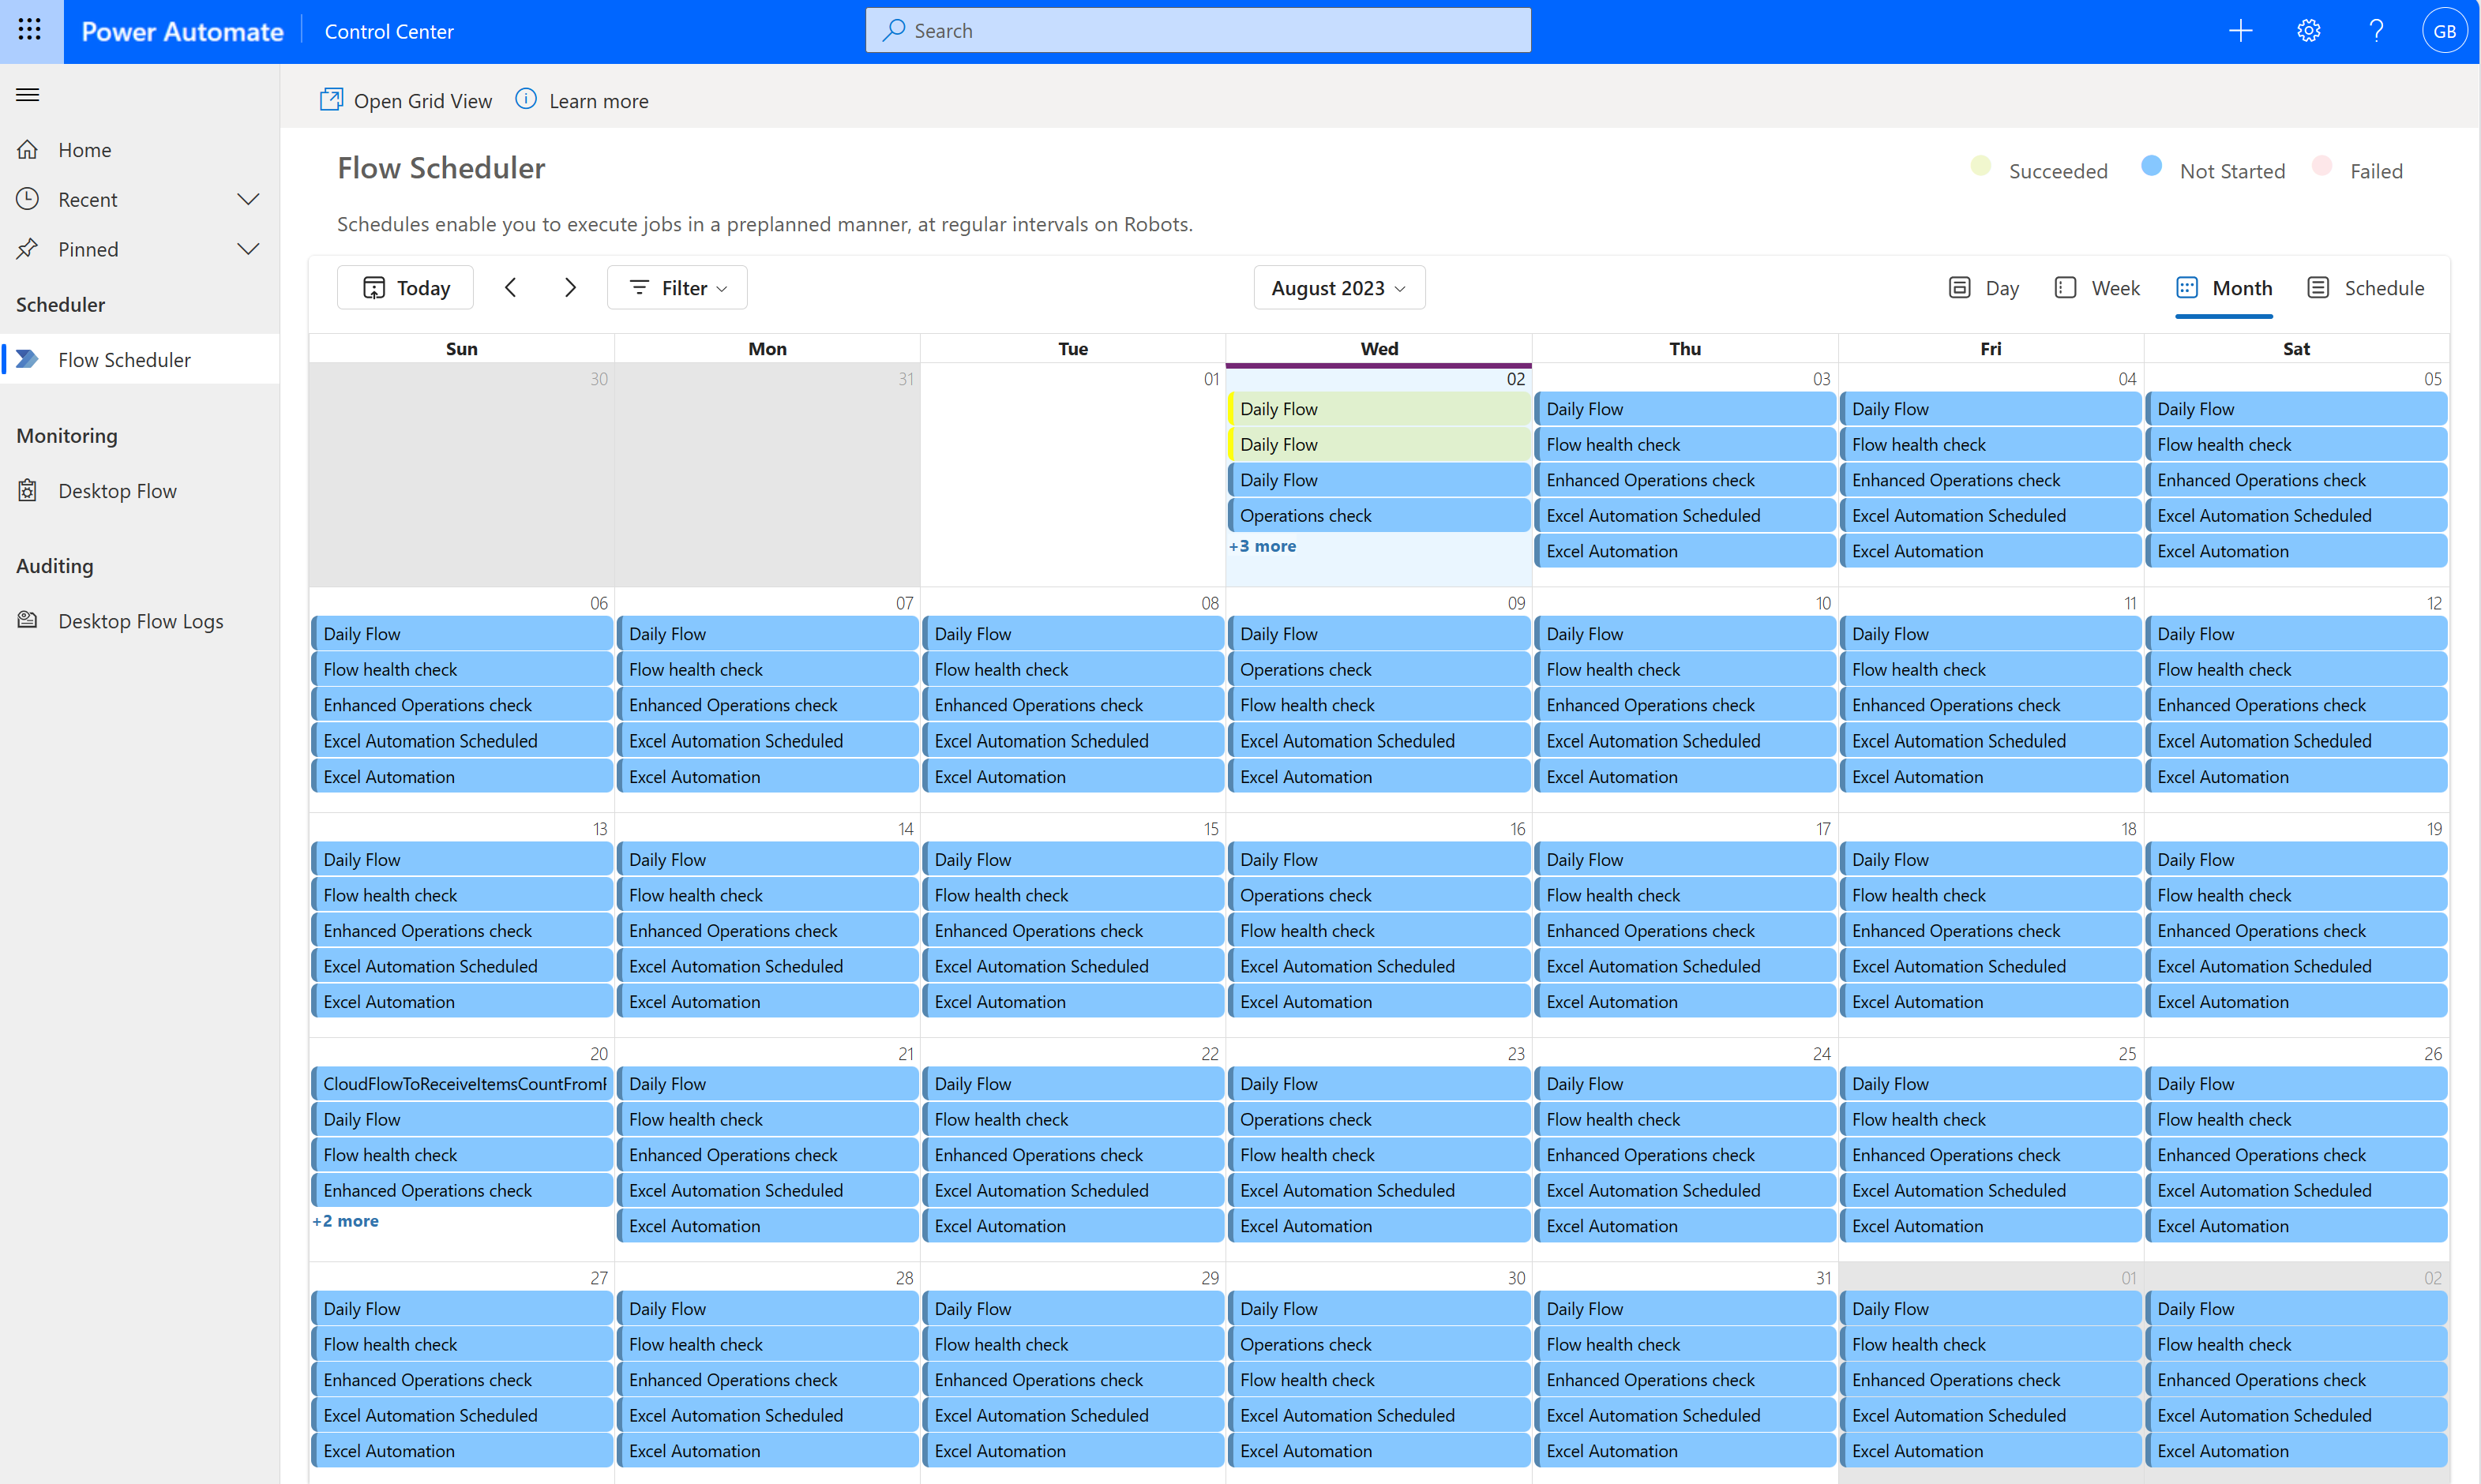 Power Automate
Control Center
Search
GB
Open Grid View
Learn more
Home
Recent
Pinned
Scheduler
Flow Scheduler
Monitoring
Desktop Flow
Auditing
Desktop Flow Logs
Flow Scheduler
Succeeded
Not Started
Failed
Schedules enable you to execute jobs in a preplanned manner, at regular intervals on Robots.
Today
Filter
August 2023
Day
Week
Month
Schedule
Sun
Mon
Tue
Wed
Thu
Fri
Sat
30
31
01
02
Daily Flow
Daily Flow
Daily Flow
Operations check
+3 more
03
Daily Flow
Flow health check
Enhanced Operations check
Excel Automation Scheduled
Excel Automation
04
Daily Flow
Flow health check
Enhanced Operations check
Excel Automation Scheduled
Excel Automation
05
Daily Flow
Flow health check
Enhanced Operations check
Excel Automation Scheduled
Excel Automation
06
Daily Flow
Flow health check
Enhanced Operations check
Excel Automation Scheduled
Excel Automation
07
Daily Flow
Flow health check
Enhanced Operations check
Excel Automation Scheduled
Excel Automation
08
Daily Flow
Flow health check
Enhanced Operations check
Excel Automation Scheduled
Excel Automation
09
Daily Flow
Operations check
Flow health check
Excel Automation Scheduled
Excel Automation
10
Daily Flow
Flow health check
Enhanced Operations check
Excel Automation Scheduled
Excel Automation
11
Daily Flow
Flow health check
Enhanced Operations check
Excel Automation Scheduled
Excel Automation
12
Daily Flow
Flow health check
Enhanced Operations check
Excel Automation Scheduled
Excel Automation
13
Daily Flow
Flow health check
Enhanced Operations check
Excel Automation Scheduled
Excel Automation
14
Daily Flow
Flow health check
Enhanced Operations check
Excel Automation Scheduled
Excel Automation
15
Daily Flow
Flow health check
Enhanced Operations check
Excel Automation Scheduled
Excel Automation
16
Daily Flow
Operations check
Flow health check
Excel Automation Scheduled
Excel Automation
17
Daily Flow
Flow health check
Enhanced Operations check
Excel Automation Scheduled
Excel Automation
18
Daily Flow
Flow health check
Enhanced Operations check
Excel Automation Scheduled
Excel Automation
19
Daily Flow
Flow health check
Enhanced Operations check
Excel Automation Scheduled
Excel Automation
20
Daily Flow
Flow health check
Enhanced Operations check
+2 more
21
Daily Flow
Flow health check
Enhanced Operations check
Excel Automation Scheduled
Excel Automation
22
Daily Flow
Flow health check
Enhanced Operations check
Excel Automation Scheduled
Excel Automation
23
Daily Flow
Operations check
Flow health check
Excel Automation Scheduled
Excel Automation
24
Daily Flow
Flow health check
Enhanced Operations check
Excel Automation Scheduled
Excel Automation
25
Daily Flow
Flow health check
Enhanced Operations check
Excel Automation Scheduled
Excel Automation
26
Daily Flow
Flow health check
Enhanced Operations check
Excel Automation Scheduled
Excel Automation
27
Daily Flow
Flow health check
Enhanced Operations check
Excel Automation Scheduled
Excel Automation
28
Daily Flow
Flow health check
Enhanced Operations check
Excel Automation Scheduled
Excel Automation
29
Daily Flow
Flow health check
Enhanced Operations check
Excel Automation Scheduled
Excel Automation
30
Daily Flow
Operations check
Flow health check
Excel Automation Scheduled
Excel Automation
31
Daily Flow
Flow health check
Enhanced Operations check
Excel Automation Scheduled
Excel Automation
01
Daily Flow
Flow health check
Enhanced Operations check
Excel Automation Scheduled
Excel Automation
02
Daily Flow
Flow health check
Enhanced Operations check
Excel Automation Scheduled
Excel Automation